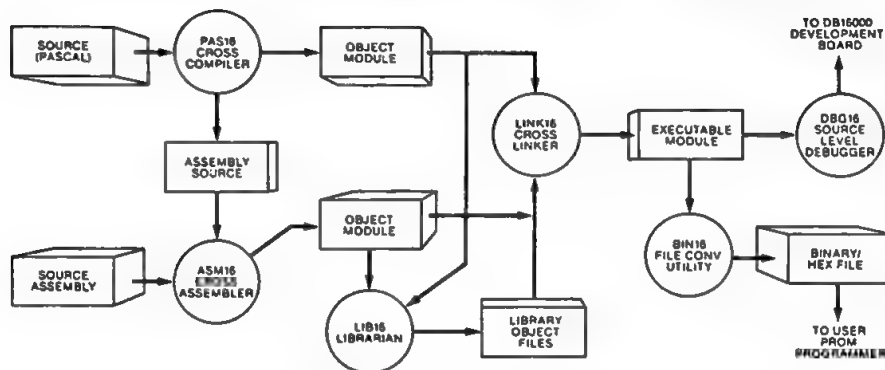 SOURCE
(PASCAL)
PAS16
CROSS
COMPILER
OBJECT
MODULE
TO DB16000
DEVELOPMENT
BOARD
LINK16
CROSS
LINKER
EXECUTABLE
MODULE
DBG16
SOURCE
LEVEL
DEBUGGER
ASSEMBLY
SOURCE
OBJECT
MODULE
SOURCE
ASSEMBLY
ASM16
CROSS
ASSEMBLER
BIN16
FILE CONV
UTILITY
BINARY/
HEX FILE
LIB16
LIBRARIAN
LIBRARY
OBJECT
FILES
TO USER
PROM
PROGRAMMER